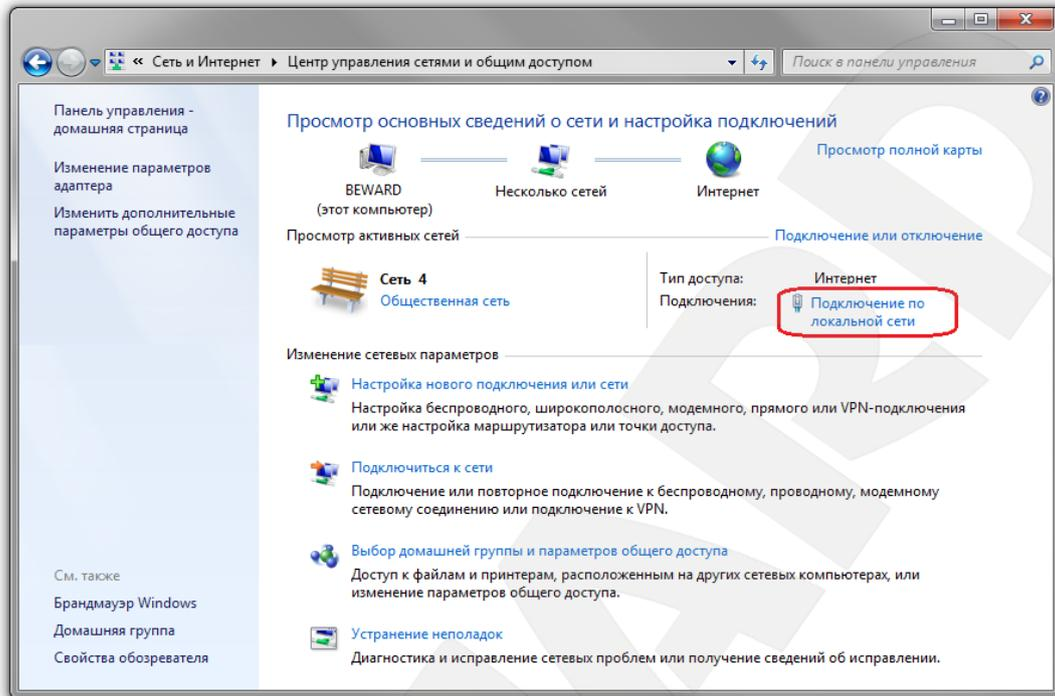 « Сеть и Интернет ▸ Центр управления сетями и общим доступом
Поиск в панели управления
Панель управления -
домашняя страница
Изменение параметров
адаптера
Изменить дополнительные
параметры общего доступа
Просмотр основных сведений о сети и настройка подключений
Просмотр полной карты
BEWARD
(этот компьютер)
Несколько сетей
Интернет
Просмотр активных сетей
Подключение или отключение
Сеть 4
Общественная сеть
Тип доступа: Интернет
Подключения: Подключение по
локальной сети
Изменение сетевых параметров
Настройка нового подключения или сети
Настройка беспроводного, широкополосного, модемного, прямого или VPN-подключения
или же настройка маршрутизатора или точки доступа.
Подключиться к сети
Подключение или повторное подключение к беспроводному, проводному, модемному
сетевому соединению или подключение к VPN.
Выбор домашней группы и параметров общего доступа
Доступ к файлам и принтерам, расположенным на других сетевых компьютерах, или
изменение параметров общего доступа.
Устранение неполадок
Диагностика и исправление сетевых проблем или получение сведений об исправлении.
См. также
Брандмауэр Windows
Домашняя группа
Свойства обозревателя